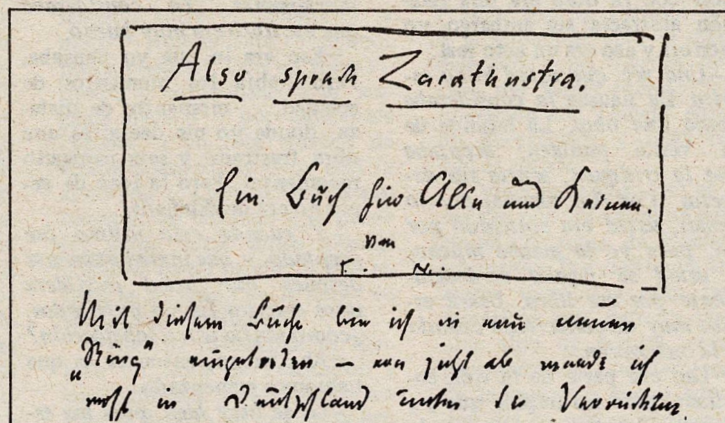 Also sprach Zarathustra.
Ein Buch für Alle und Keinen.
von
F. N.
Mit diesem Buche bin ich in einen neuen
„Ring“ eingetreten — von jetzt ab werde ich
wohl in Deutschland unter die Verrückten